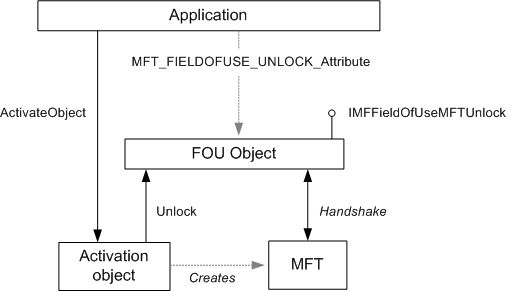 Application
MFT_FIELDOFUSE_UNLOCK_Attribute
ActivateObject
IMFFieldOfUseMFTUnlock
FOU Object
Unlock
Handshake
Activation
object
MFT
Creates